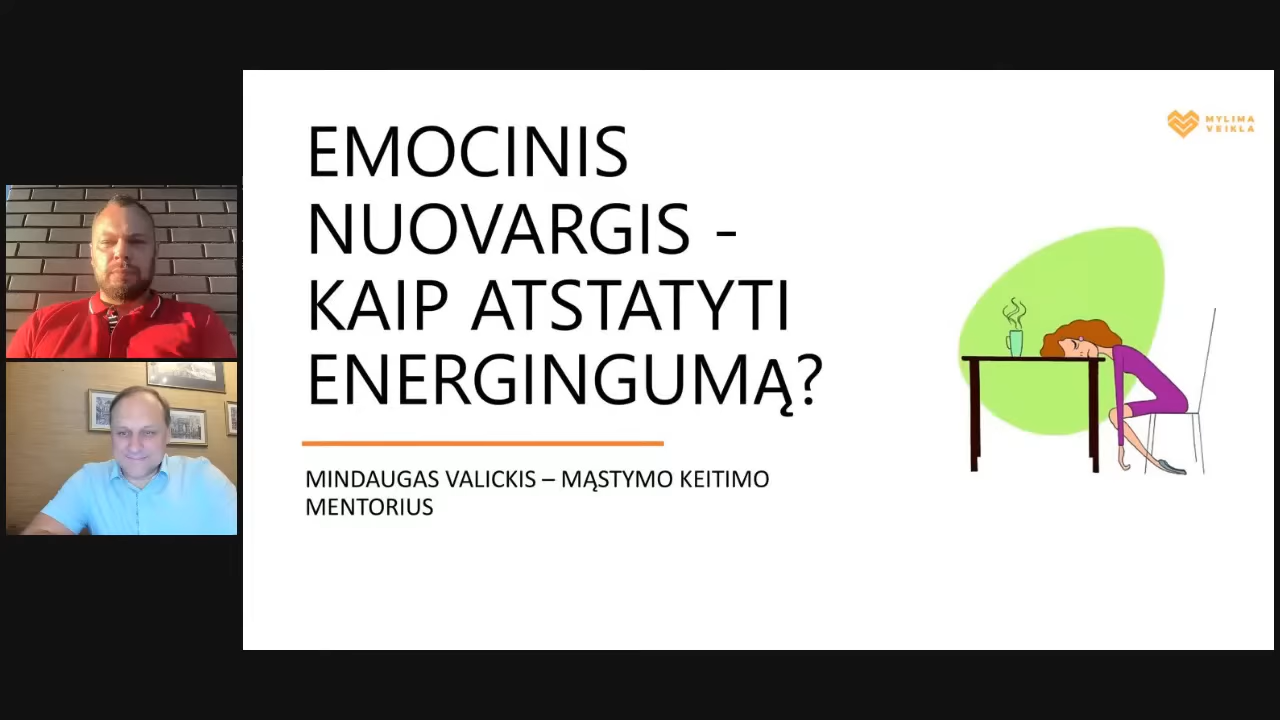 EMOCINIS
NUOVARGIS -
KAIP ATSTATYTI
ENERGINGUMĄ?
MINDAUGAS VALICKIS – MĄSTYMO KEITIMO
MENTORIUS
MYLIMA
VEIKLA